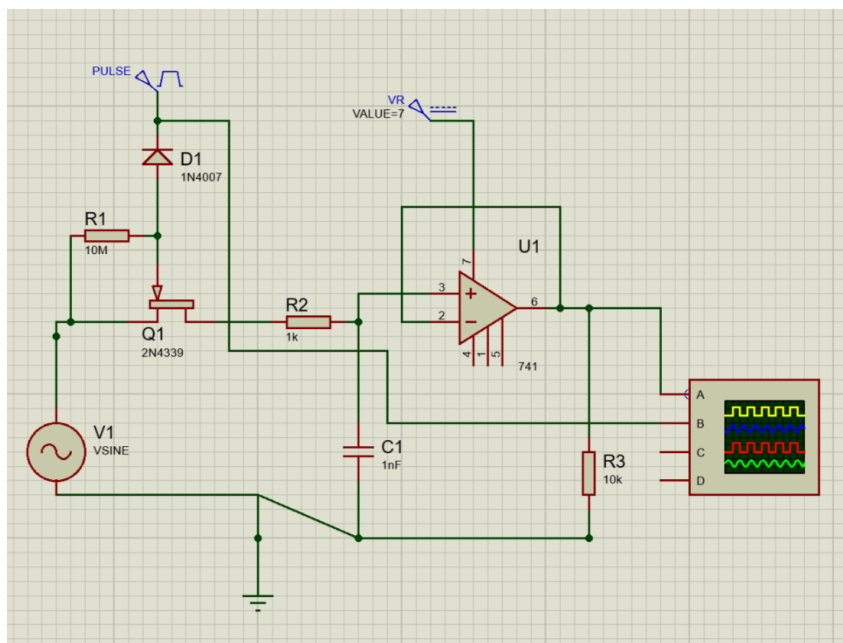 PULSE
D1
1N4007
VR
VALUE=7
R1
10M
U1
7
3
+
2
−
6
4
1
5
741
Q1
2N4339
R2
1k
A
B
C
D
V1
VSINE
C1
1nF
R3
10k